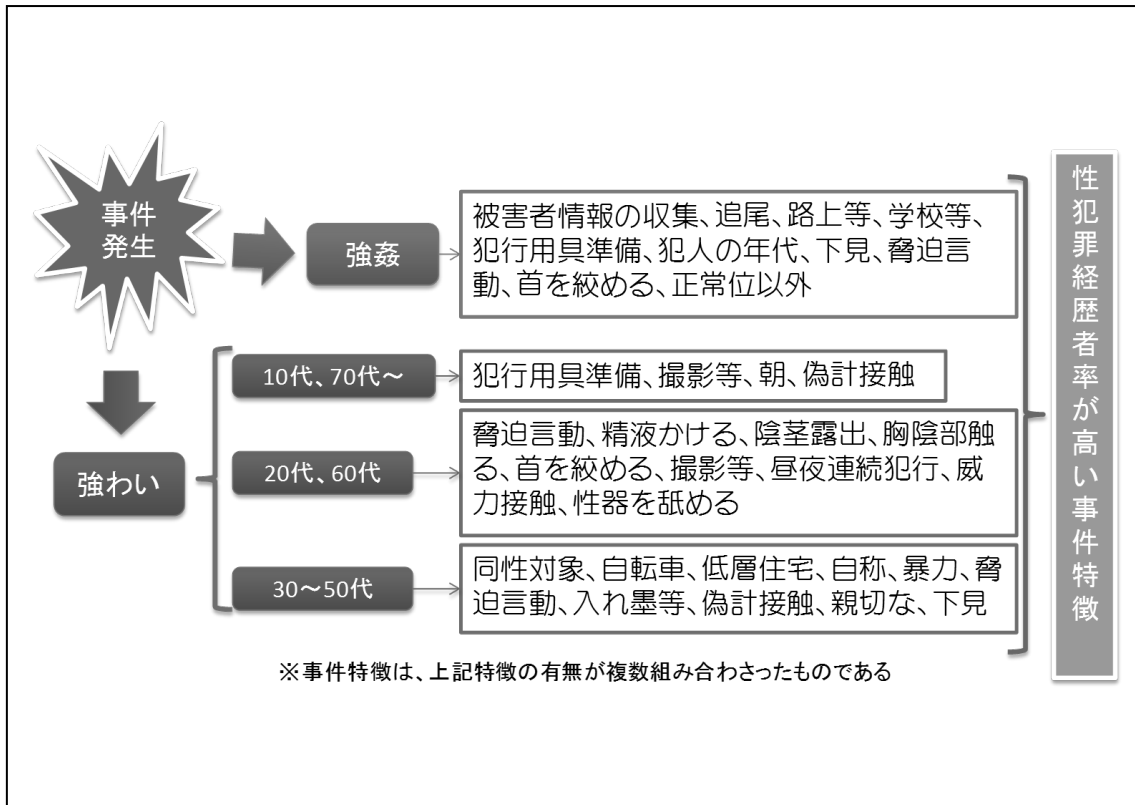 事件
発生
強姦
被害者情報の収集、追尾、路上等、学校等、
犯行用具準備、犯人の年代、下見、脅迫言
動、首を絞める、正常位以外
10代、70代～
犯行用具準備、撮影等、朝、偽計接触
強わい
20代、60代
脅迫言動、精液かける、陰茎露出、胸陰部触
る、首を絞める、撮影等、昼夜連続犯行、威
力接触、性器を舐める
30～50代
同性対象、自転車、低層住宅、自称、暴力、脅
迫言動、入れ墨等、偽計接触、親切な、下見
性犯罪経歴者率が高い事件特徴
※事件特徴は、上記特徴の有無が複数組み合わさったものである